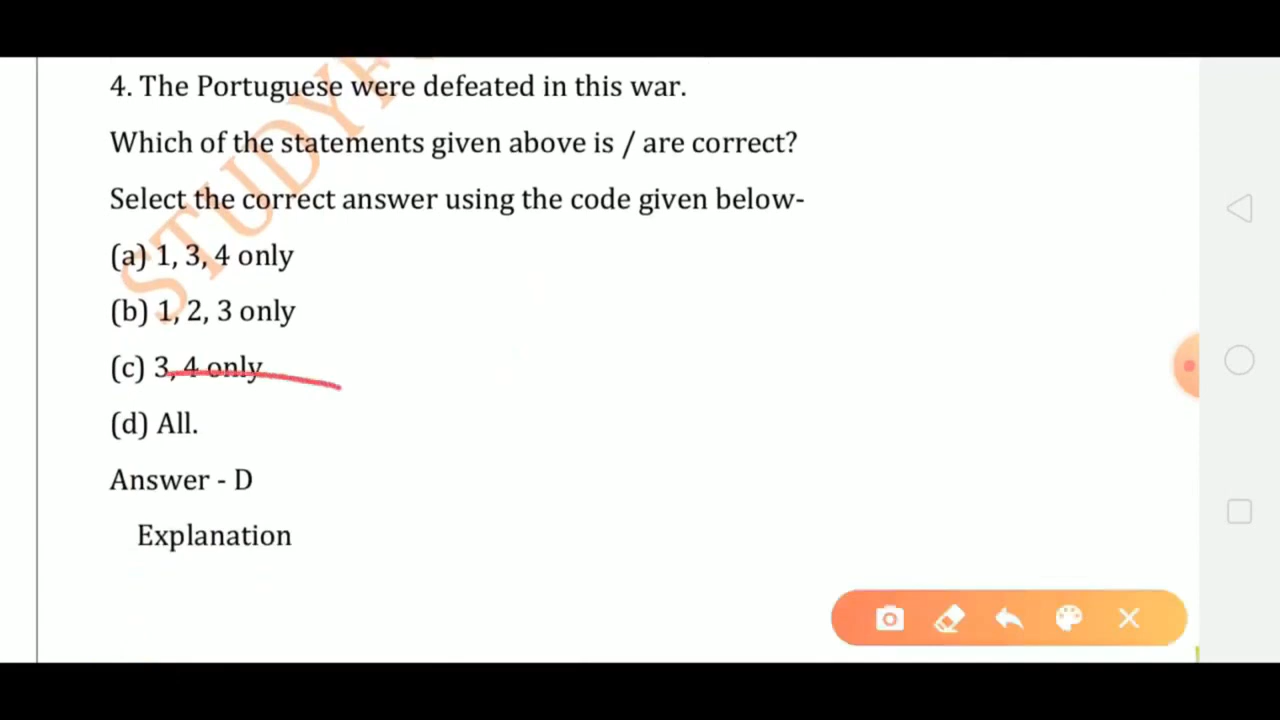 4. The Portuguese were defeated in this war.
Which of the statements given above is / are correct?
Select the correct answer using the code given below-
(a) 1, 3, 4 only
(b) 1, 2, 3 only
(c) 3, 4 only
(d) All.
Answer - D
Explanation